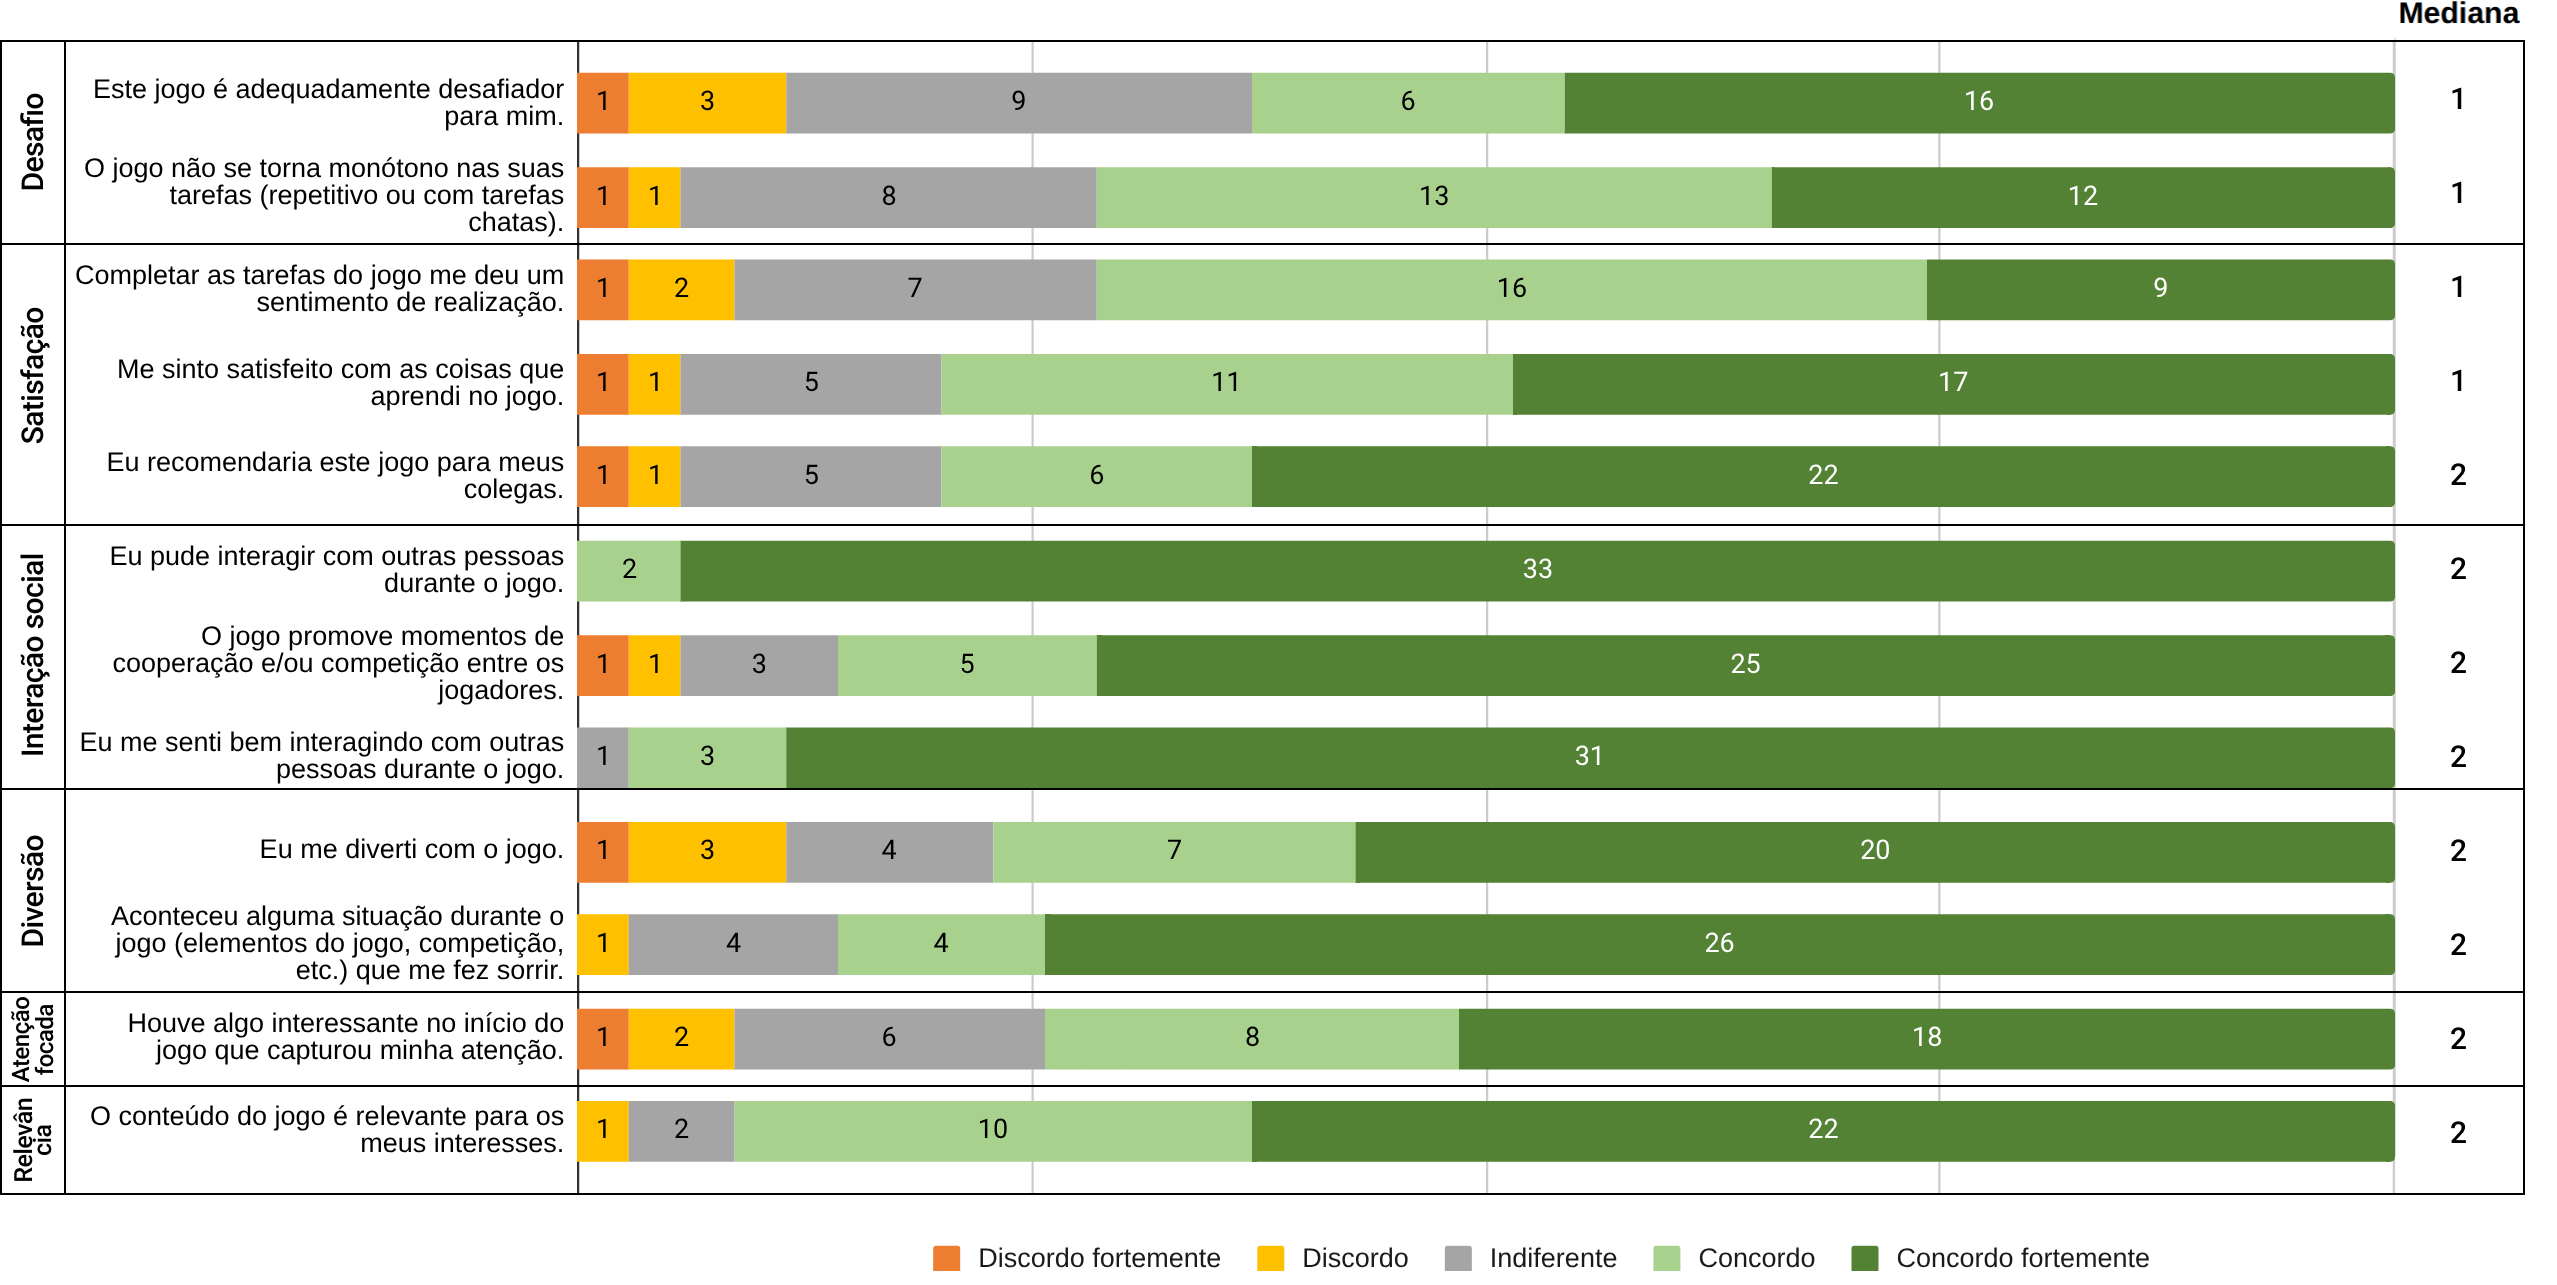 Mediana
Desafio
Este jogo é adequadamente desafiador
para mim.
1 3 9 6 16 1
O jogo não se torna monótono nas suas
tarefas (repetitivo ou com tarefas
chatas).
1 1 8 13 12 1
Satisfação
Completar as tarefas do jogo me deu um
sentimento de realização.
1 2 7 16 9 1
Me sinto satisfeito com as coisas que
aprendi no jogo.
1 1 5 11 17 1
Eu recomendaria este jogo para meus
colegas.
1 1 5 6 22 2
Interação social
Eu pude interagir com outras pessoas
durante o jogo.
2 33 2
O jogo promove momentos de
cooperação e/ou competição entre os
jogadores.
1 1 3 5 25 2
Eu me senti bem interagindo com outras
pessoas durante o jogo.
1 3 31 2
Diversão
Eu me diverti com o jogo.
1 3 4 7 20 2
Aconteceu alguma situação durante o
jogo (elementos do jogo, competição,
etc.) que me fez sorrir.
1 4 4 26 2
Atenção
focada
Houve algo interessante no início do
jogo que capturou minha atenção.
1 2 6 8 18 2
Relevân
cia
O conteúdo do jogo é relevante para os
meus interesses.
1 2 10 22 2
Discordo fortemente Discordo Indiferente Concordo Concordo fortemente